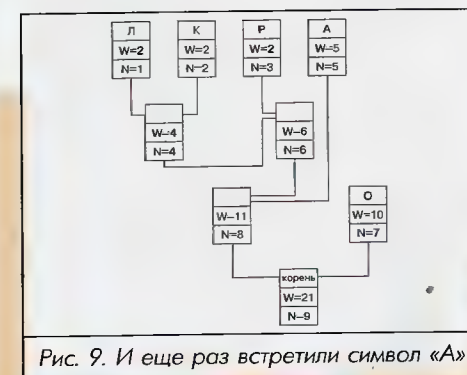 Л К Р А
W=2 W=2 W=2 W=5
N=1 N=2 N=3 N=5
W=4 W=6
N=4 N=6
W=11 О
N=8 W=10
N=7
корень
W=21
N=9
Рис. 9. И еще раз встретили символ «А»